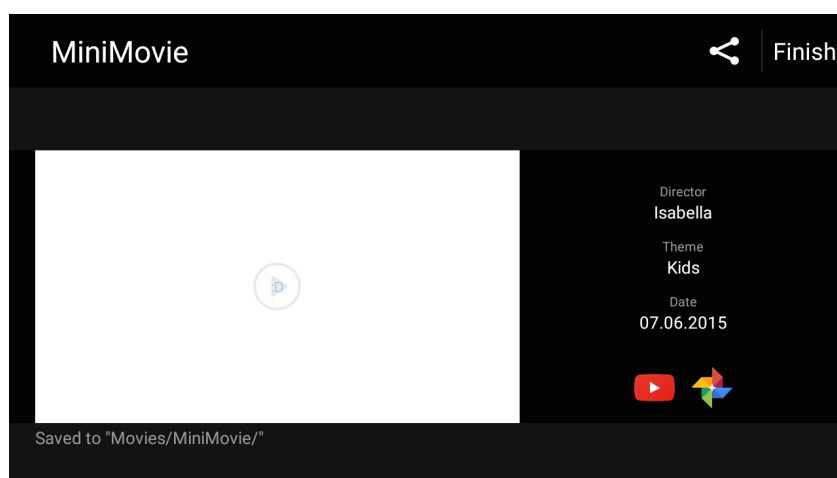 MiniMovie
Finish
Director
Isabella
Theme
Kids
Date
07.06.2015
:D
Saved to "Movies/MiniMovie/"